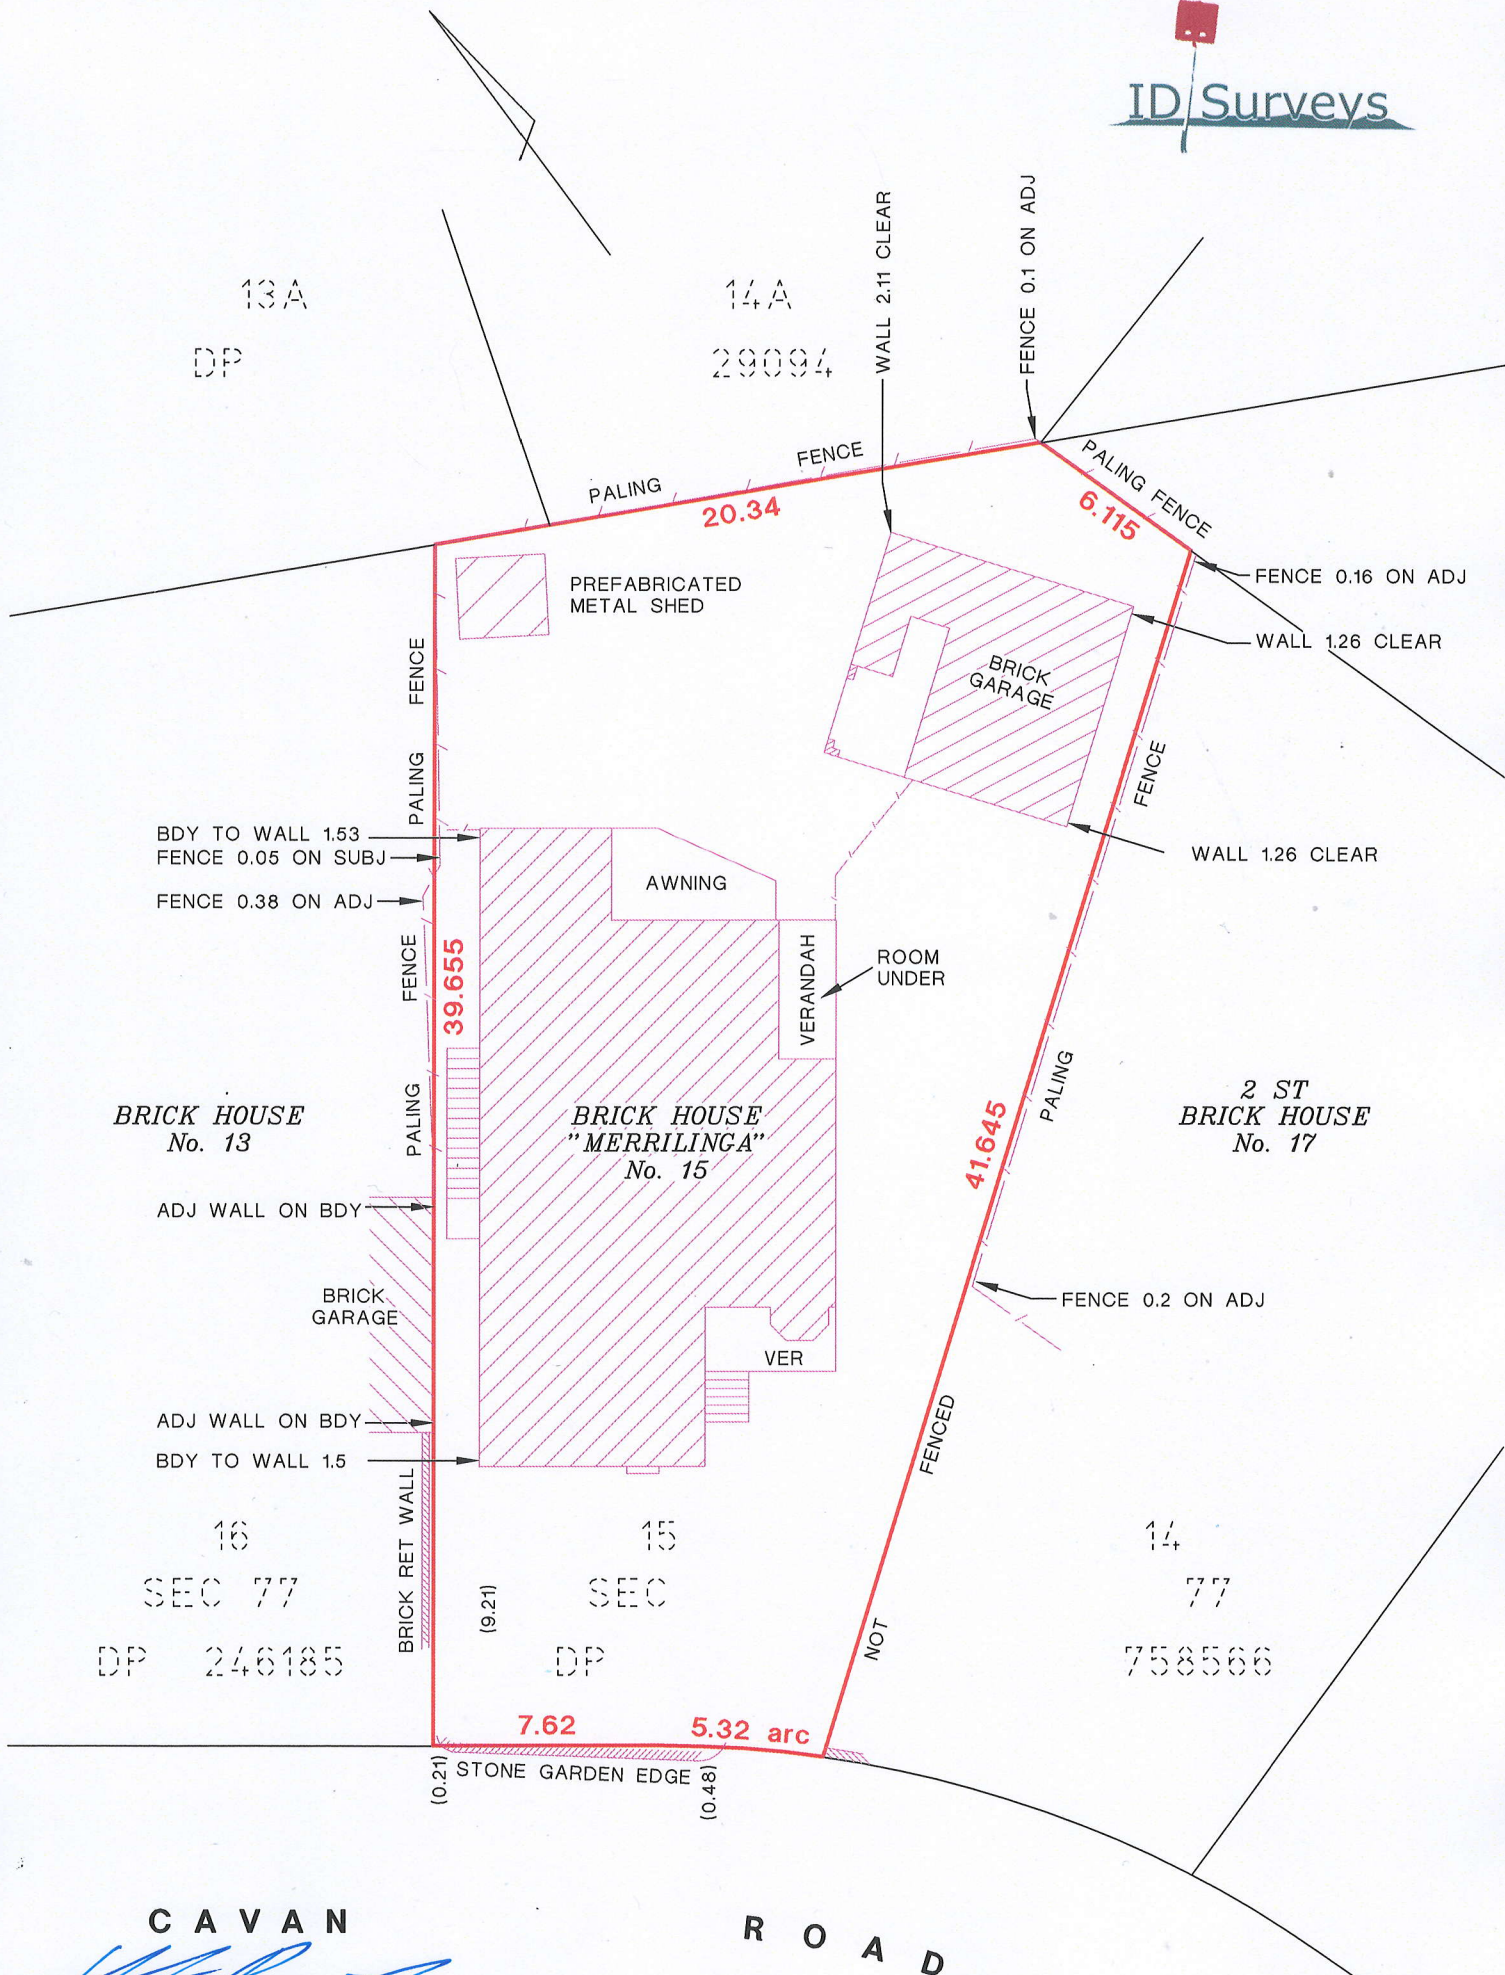 ID Surveys
WALL 2.11 CLEAR
FENCE 0.1 ON ADJ
13A
DP
14A
29094
PALING
FENCE
20.34
PALING FENCE
6.115
FENCE 0.16 ON ADJ
PREFABRICATED
METAL SHED
WALL 1.26 CLEAR
BRICK
GARAGE
FENCE
PALING
FENCE
BDY TO WALL 1.53
FENCE 0.05 ON SUBJ
WALL 1.26 CLEAR
AWNING
FENCE 0.38 ON ADJ
FENCE
39.655
VERANDAH
ROOM
UNDER
PALING
PALING
BRICK HOUSE
No. 13
BRICK HOUSE
"MERRILINGA"
No. 15
41.645
2 ST
BRICK HOUSE
No. 17
ADJ WALL ON BDY
BRICK
GARAGE
FENCE 0.2 ON ADJ
VER
ADJ WALL ON BDY
BDY TO WALL 1.5
FENCED
BRICK RET WALL
16
SEC 77
DP 246185
(9.21)
15
SEC
DP
NOT
14
77
758566
7.62
5.32 arc
(0.21)
STONE GARDEN EDGE
(0.48)
CAVAN
ROAD